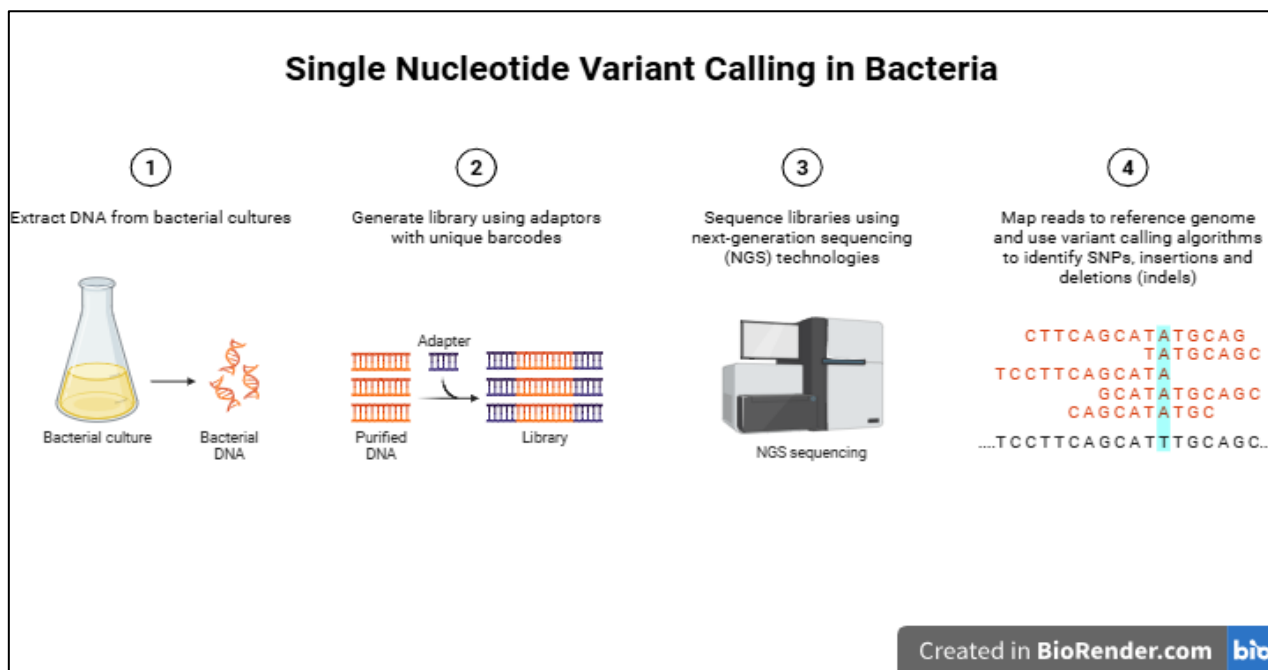 Single Nucleotide Variant Calling in Bacteria
1
Extract DNA from bacterial cultures
Bacterial culture
Bacterial
DNA
2
Generate library using adaptors
with unique barcodes
Adapter
Purified
DNA
Library
3
Sequence libraries using
next-generation sequencing
(NGS) technologies
NGS sequencing
4
Map reads to reference genome
and use variant calling algorithms
to identify SNPs, insertions and
deletions (indels)
CTTCAGCATATGCAG
TATGCAGC
TCCTTCAGCATA
GCATATGCAGC
CAGCATATGC
....TCCTTCAGCATTTGCAGC..
Created in BioRender.com bio